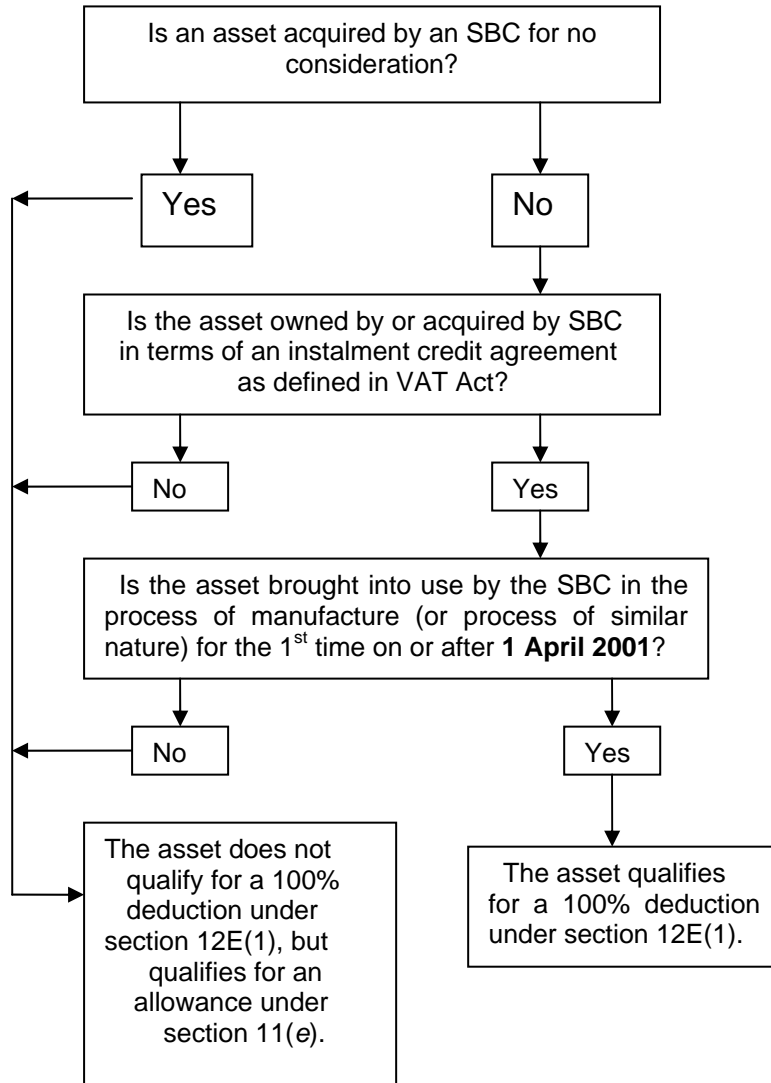 Is an asset acquired by an SBC for no
consideration?
Yes
No
Is the asset owned by or acquired by SBC
in terms of an instalment credit agreement
as defined in VAT Act?
No
Yes
Is the asset brought into use by the SBC in the
process of manufacture (or process of similar
nature) for the 1st time on or after 1 April 2001?
No
Yes
The asset does not
qualify for a 100%
deduction under
section 12E(1), but
qualifies for an
allowance under
section 11(e).
The asset qualifies
for a 100% deduction
under section 12E(1).